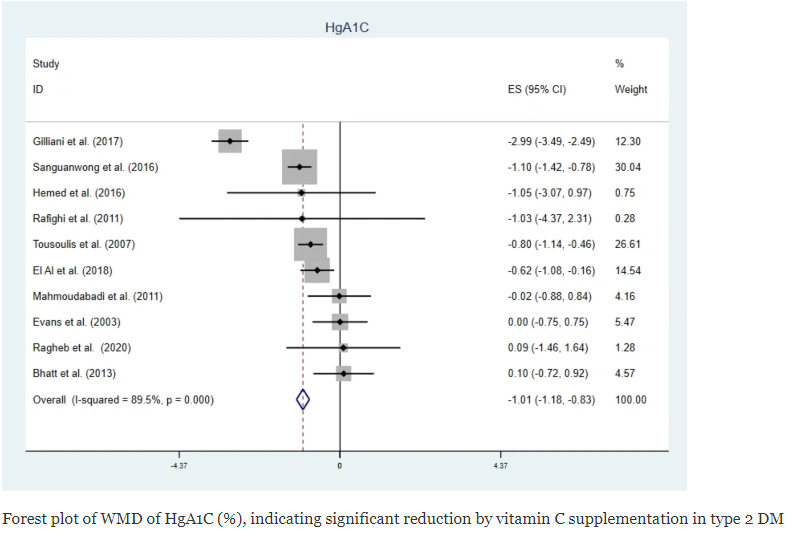 HgA1C
Study %
ID ES (95% CI) Weight
Gilliani et al. (2017) -2.99 (-3.49, -2.49) 12.30
Sanguanwong et al. (2016) -1.10 (-1.42, -0.78) 30.04
Hemed et al. (2016) -1.05 (-3.07, 0.97) 0.75
Rafighi et al. (2011) -1.03 (-4.37, 2.31) 0.28
Tousoulis et al. (2007) -0.80 (-1.14, -0.46) 26.61
El Al et al. (2018) -0.62 (-1.08, -0.16) 14.54
Mahmoudabadi et al. (2011) -0.02 (-0.88, 0.84) 4.16
Evans et al. (2003) 0.00 (-0.75, 0.75) 5.47
Ragheb et al. (2020) 0.09 (-1.46, 1.64) 1.28
Bhatt et al. (2013) 0.10 (-0.72, 0.92) 4.57
Overall (I-squared = 89.5%, p = 0.000) -1.01 (-1.18, -0.83) 100.00
-4.37 0 4.37
Forest plot of WMD of HgA1C (%), indicating significant reduction by vitamin C supplementation in type 2 DM